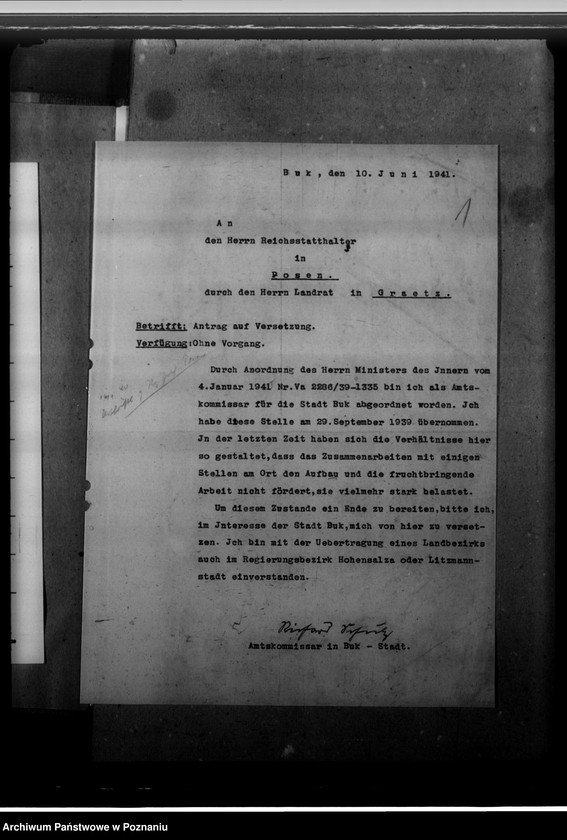 Buk, den 10. Juni 1941.
1
An
den Herrn Reichsstatthalter
in
Posen.
durch den Herrn Landrat in Graetz.
Betrifft: Antrag auf Versetzung.
Verfügung: Ohne Vorgang.
Durch Anordnung des Herrn Ministers des Jnnern vom
4. Januar 1941 Nr. Va 2286/39-1335 bin ich als Amts-
kommissar für die Stadt Buk abgeordnet worden. Jch
habe diese Stelle am 29. September 1939 übernommen.
Jn der letzten Zeit haben sich die Verhältnisse hier
so gestaltet, dass das Zusammenarbeiten mit einigen
Stellen am Ort den Aufbau und die fruchtbringende
Arbeit nicht fördert, sie vielmehr stark belastet.
Um diesem Zustande ein Ende zu bereiten, bitte ich,
im Jnteresse der Stadt Buk, mich von hier zu verset-
zen. Jch bin mit der Uebertragung eines Landbezirks
auch im Regierungsbezirk Hohensalza oder Litzmann-
stadt einverstanden.
Richard Schulz
Amtskommissar in Buk - Stadt.
Archiwum Państwowe w Poznaniu